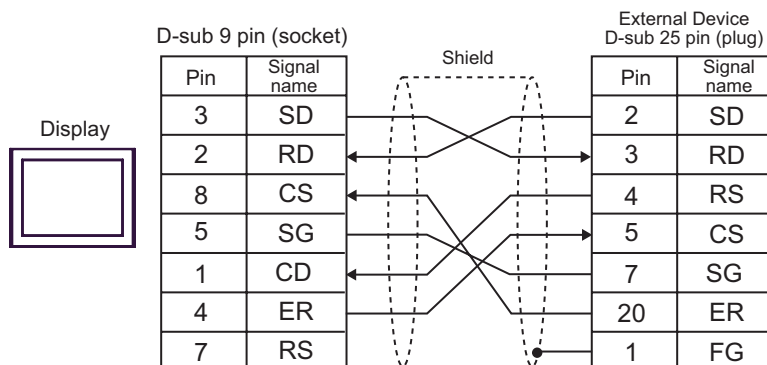 External Device
D-sub 9 pin (socket)
D-sub 25 pin (plug)
Shield
Display
Pin Signal name
3 SD
2 RD
8 CS
5 SG
1 CD
4 ER
7 RS
Pin Signal name
2 SD
3 RD
4 RS
5 CS
7 SG
20 ER
1 FG